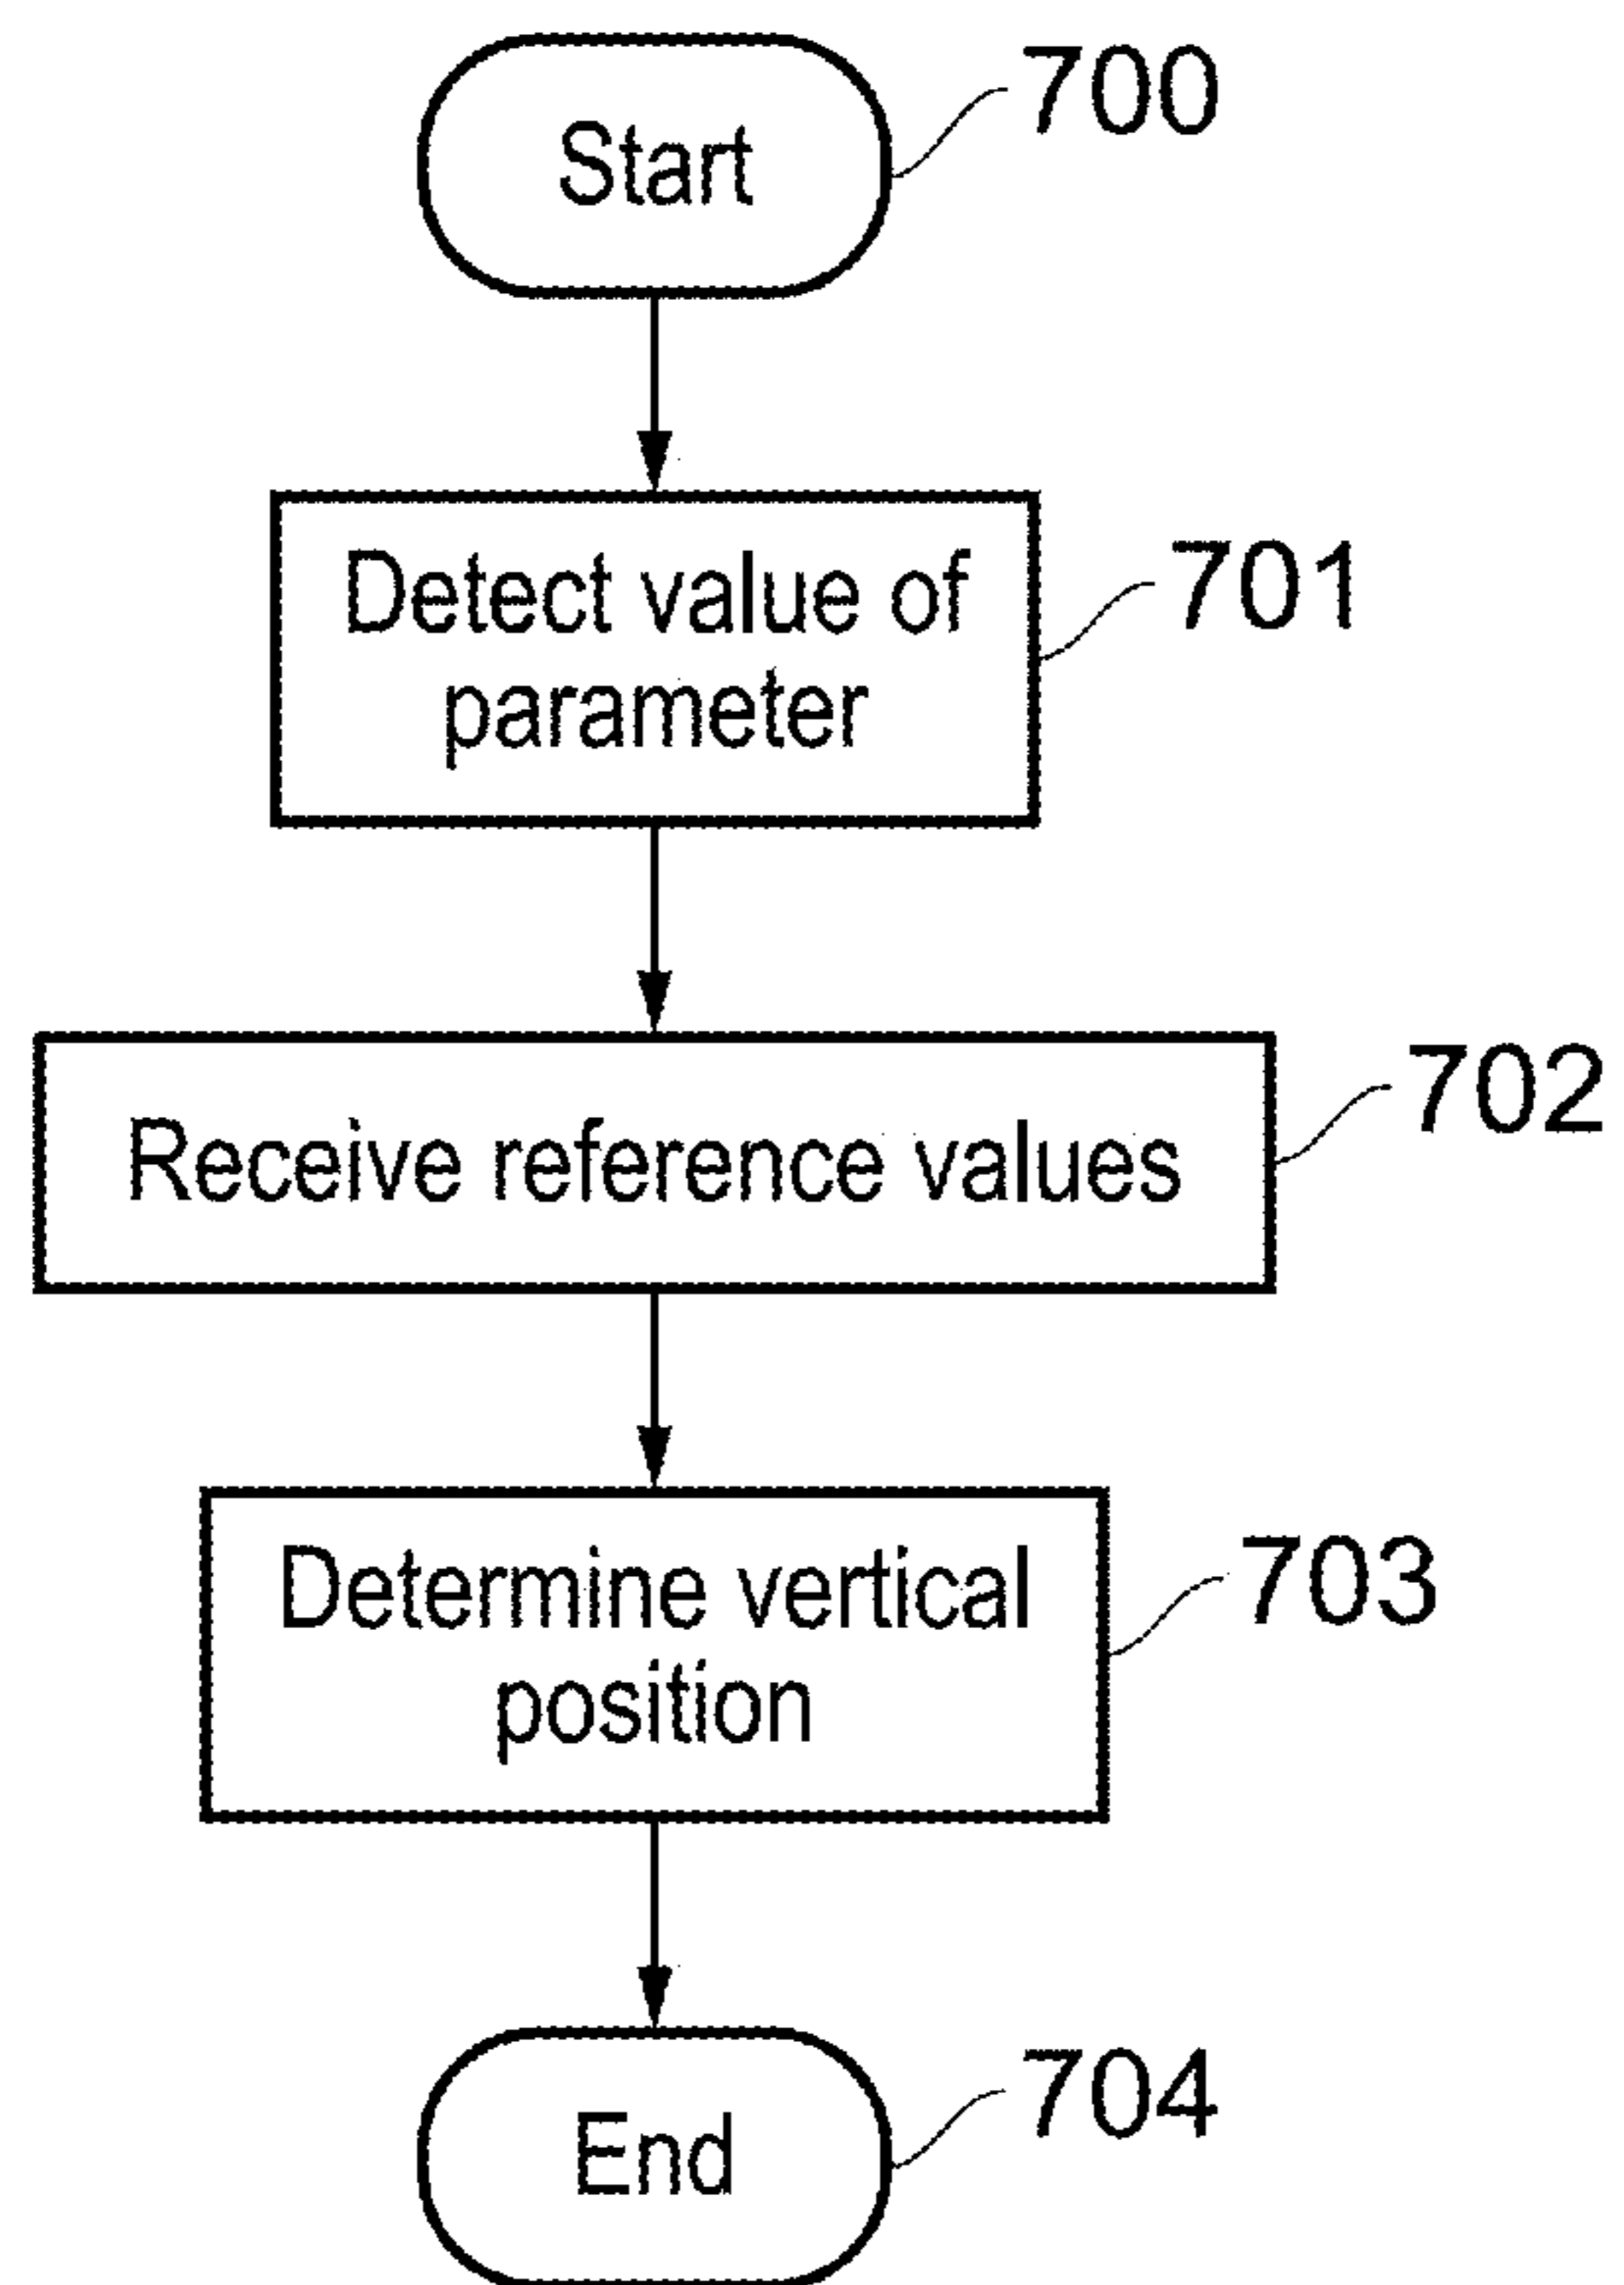 Start
700
Detect value of
parameter
701
Receive reference values
702
Determine vertical
position
703
End
704